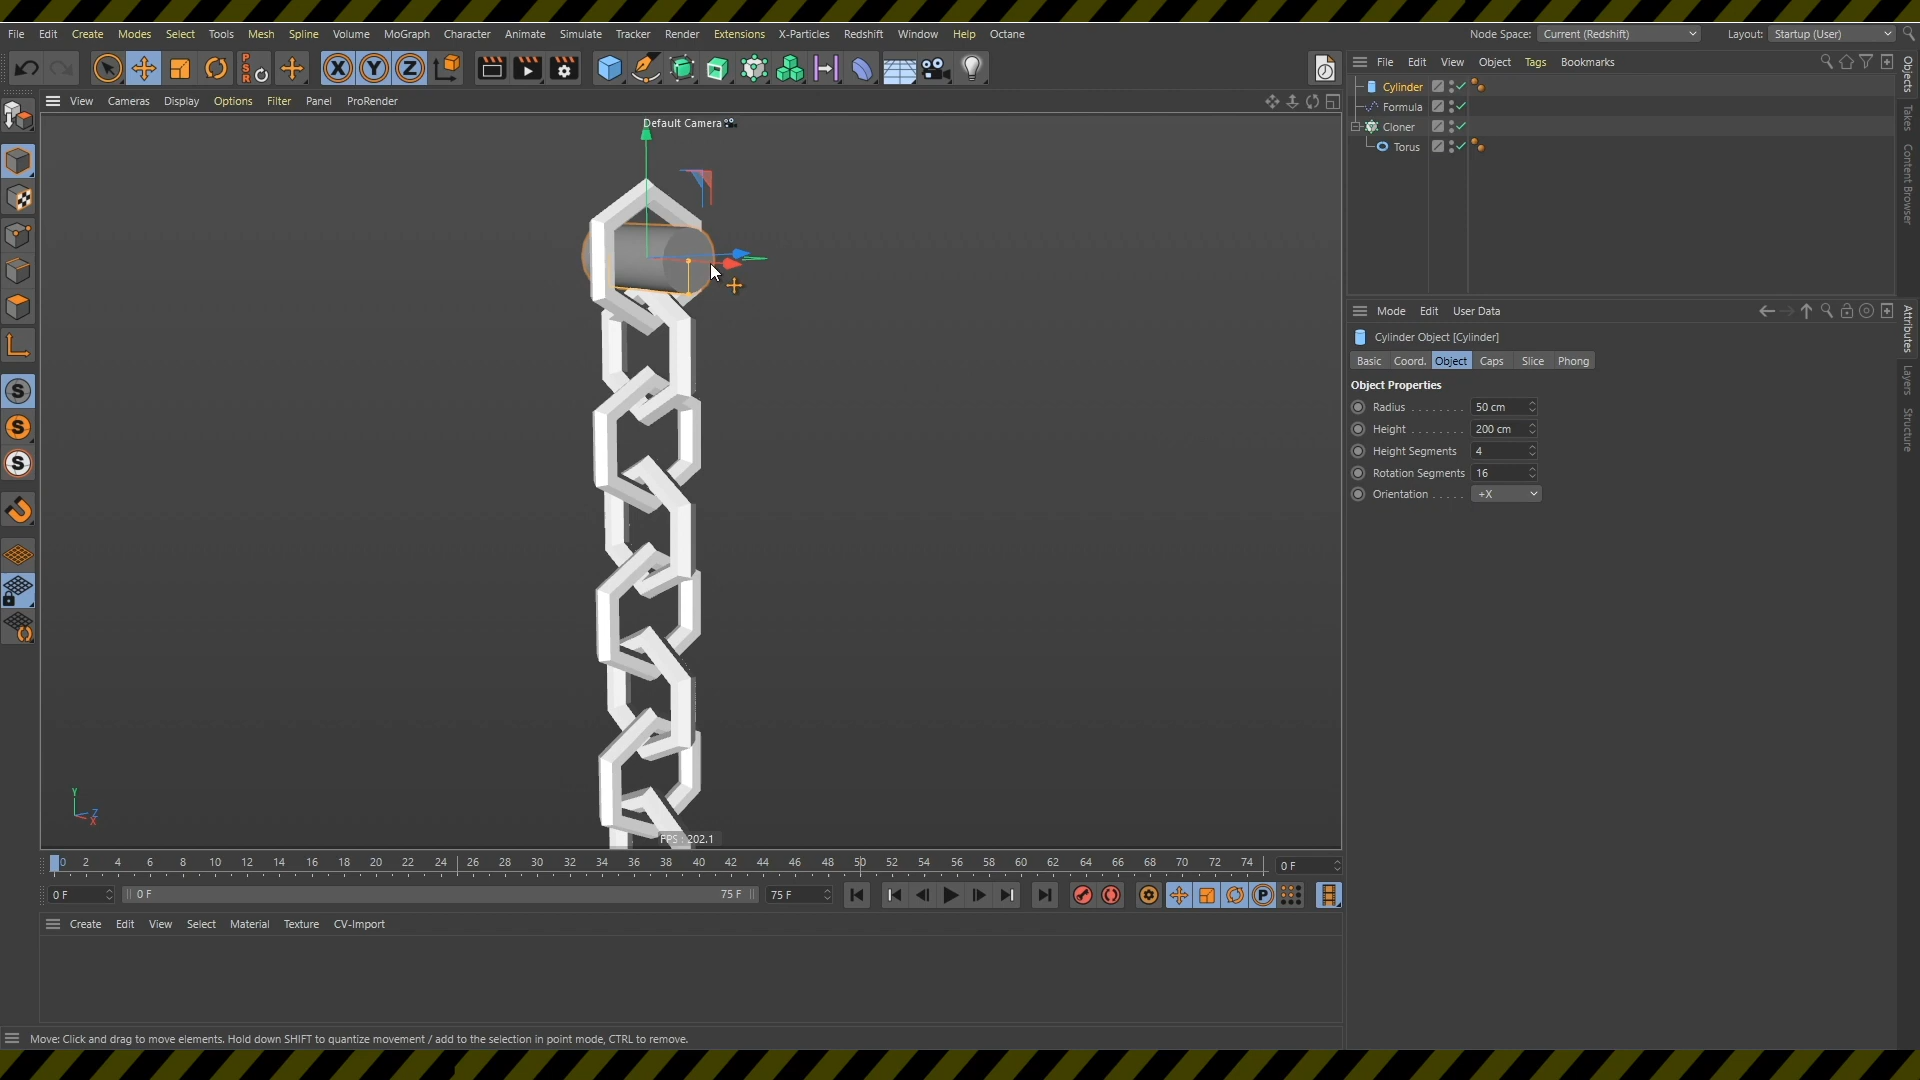 File Edit Create Modes Select Tools Mesh Spline Volume MoGraph Character Animate Simulate Tracker Render Extensions X-Particles Redshift Window Help Octane Node Space: Current (Redshift) Layout: Startup (User)
P S R X Y Z
File Edit View Object Tags Bookmarks
View Cameras Display Options Filter Panel ProRender
Default Camera
Cylinder
Formula
Cloner
Torus
Objects
Takes
Content Browser
Mode Edit User Data
Cylinder Object [Cylinder]
Basic Coord. Object Caps Slice Phong
Object Properties
Radius . . . . . . . . 50 cm
Height . . . . . . . . 200 cm
Height Segments 4
Rotation Segments 16
Orientation . . . . . +X
Attributes
Layers
Structure
S
S
S
Y
Z
X
FPS : 202.1
0 2 4 6 8 10 12 14 16 18 20 22 24 26 28 30 32 34 36 38 40 42 44 46 48 50 52 54 56 58 60 62 64 66 68 70 72 74 0 F
0 F 0 F 75 F 75 F P
Create Edit View Select Material Texture CV-Import
Move: Click and drag to move elements. Hold down SHIFT to quantize movement / add to the selection in point mode, CTRL to remove.